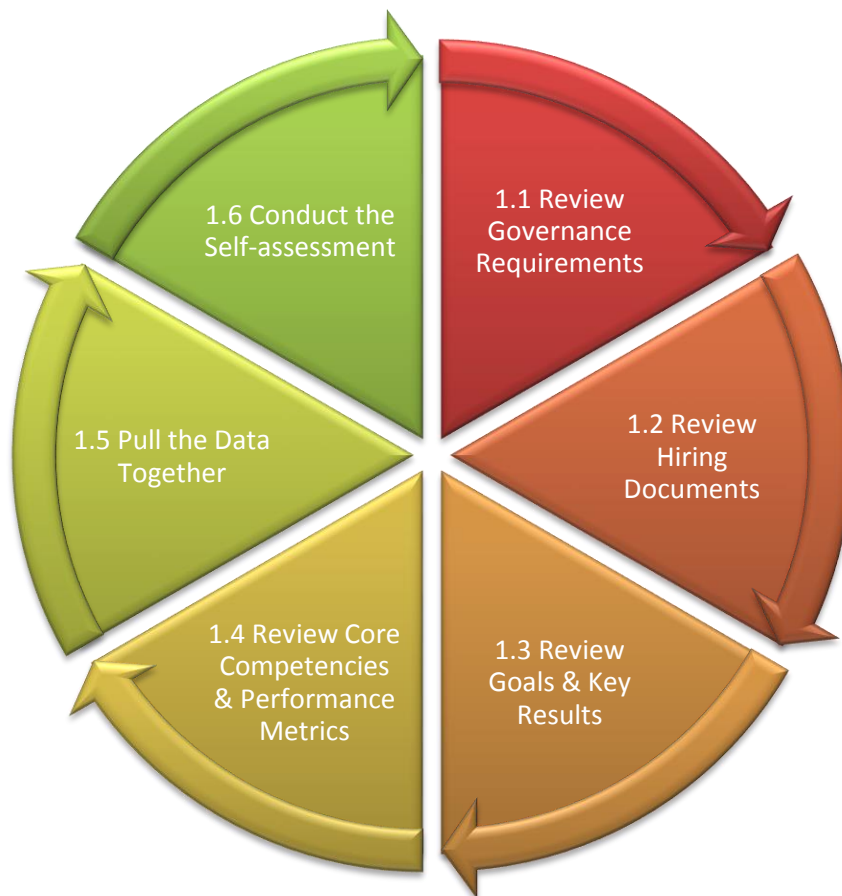 1.1 Review
Governance
Requirements
1.2 Review
Hiring
Documents
1.3 Review
Goals & Key
Results
1.4 Review Core
Competencies
& Performance
Metrics
1.5 Pull the Data
Together
1.6 Conduct the
Self-assessment